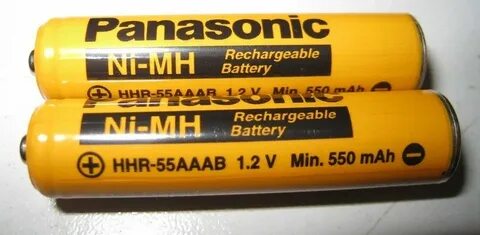 Panasonic
Ni-MH Rechargeable Battery
HHR-55AAAB 1.2 V Min. 550 mAh
Panasonic
Ni-MH Rechargeable Battery
HHR-55AAAB 1.2 V Min. 550 mAh